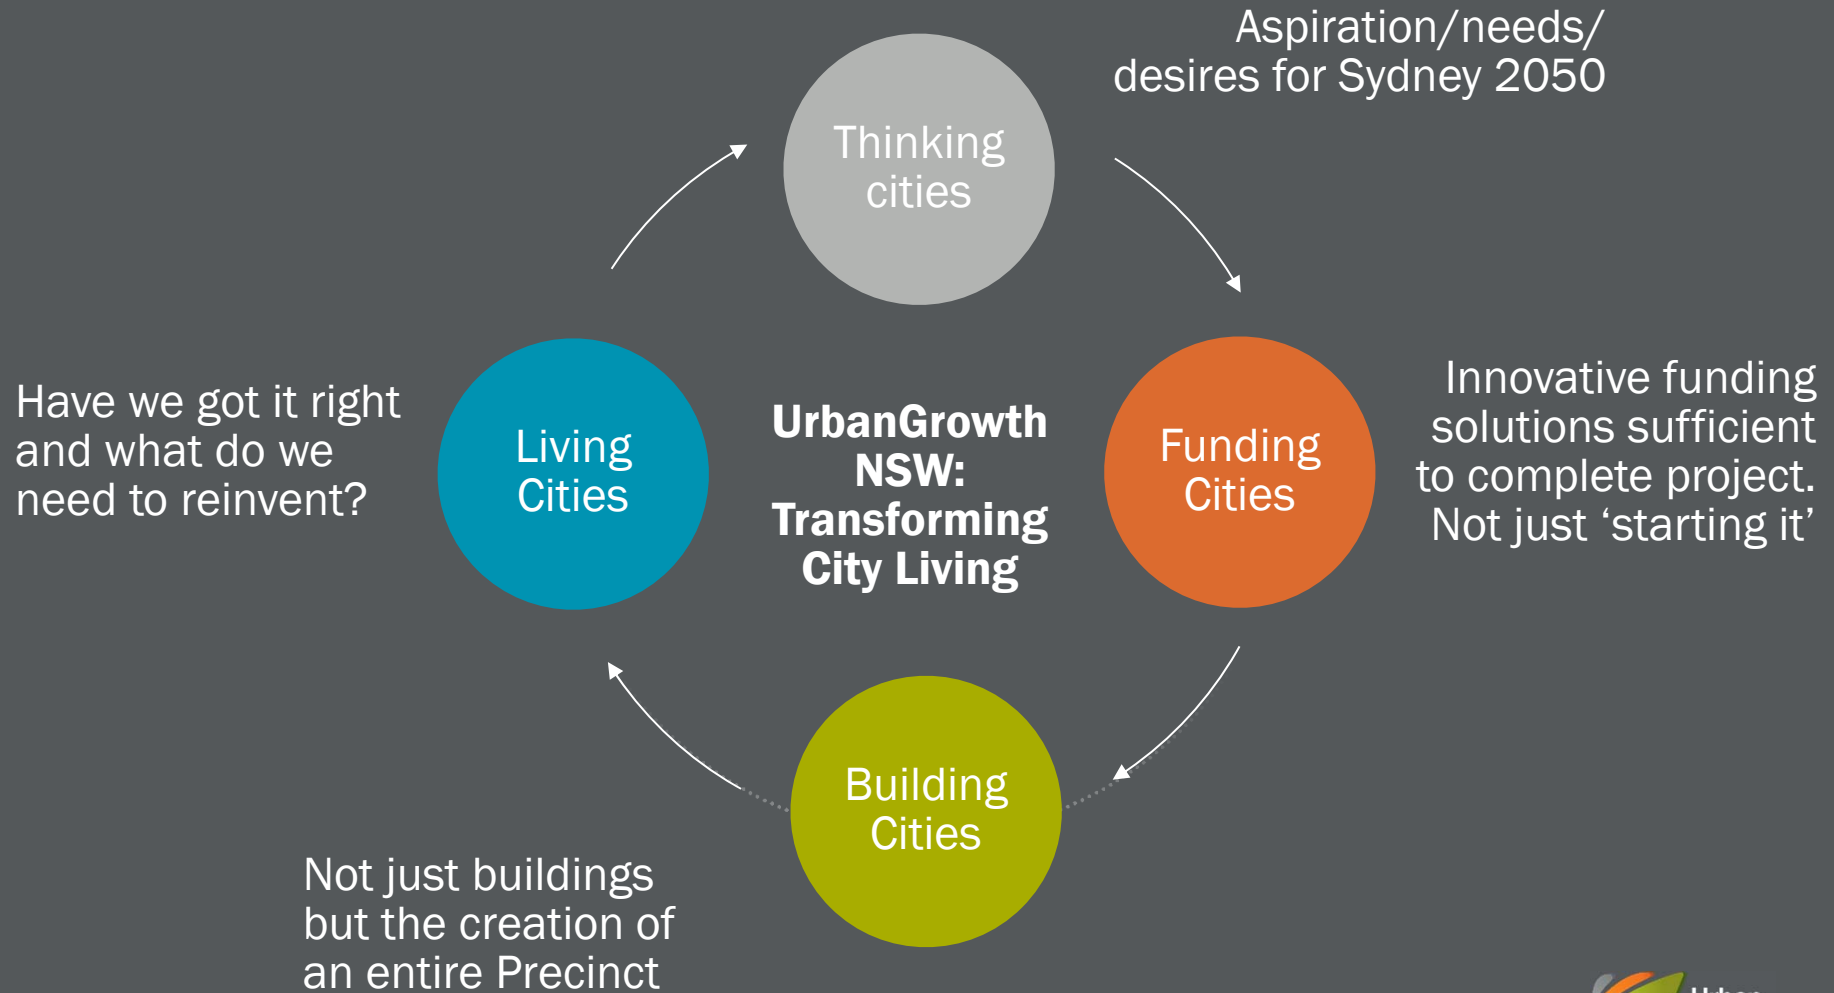 Aspiration/needs/
desires for Sydney 2050
Thinking
cities
Have we got it right
and what do we
need to reinvent?
Living
Cities
UrbanGrowth
NSW:
Transforming
City Living
Funding
Cities
Innovative funding
solutions sufficient
to complete project.
Not just ‘starting it’
Building
Cities
Not just buildings
but the creation of
an entire Precinct